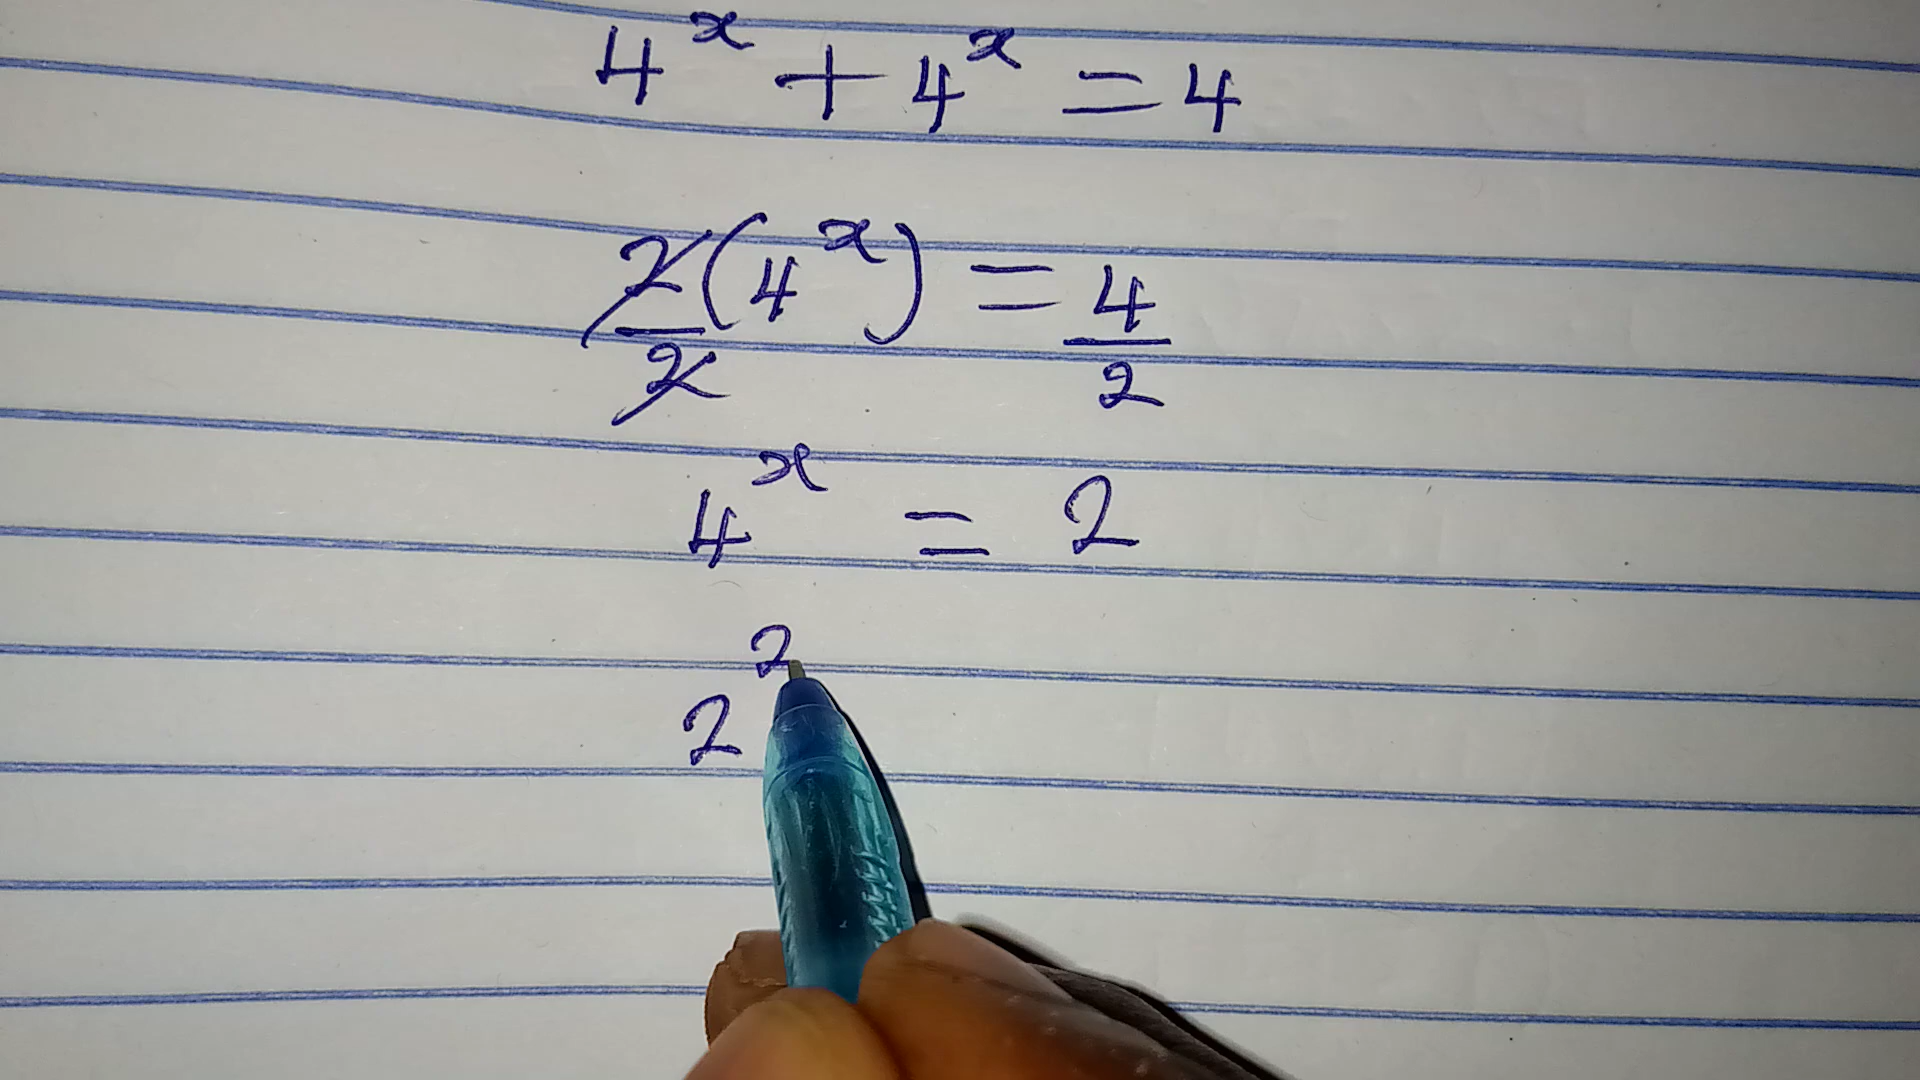 4^x + 4^x = 4
2(4^x)/2 = 4/2
4^x = 2
2^2